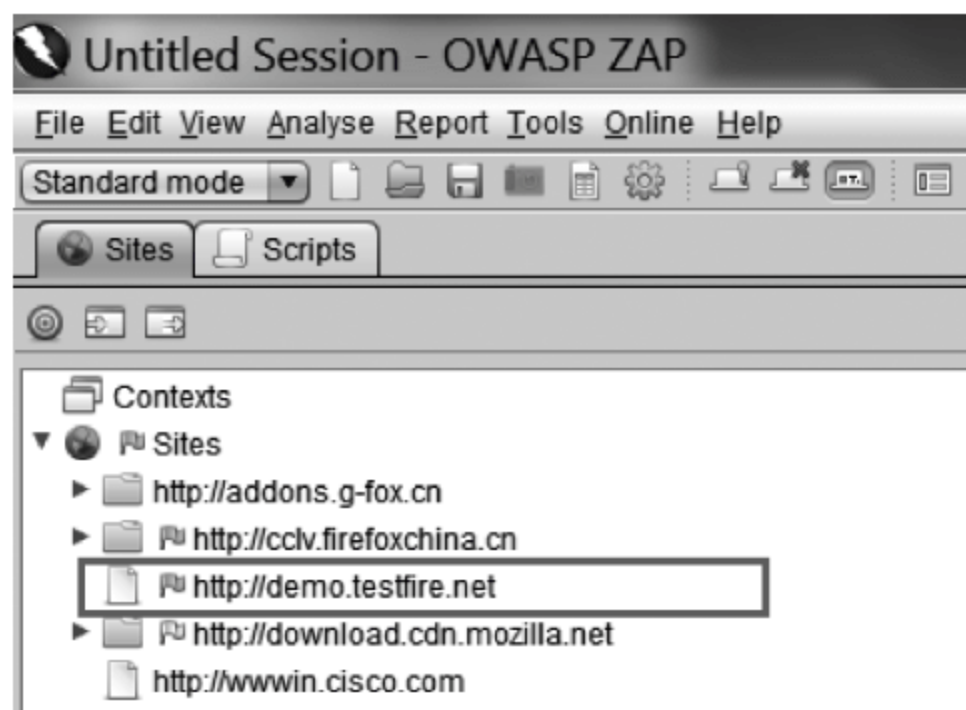 Untitled Session - OWASP ZAP
File Edit View Analyse Report Tools Online Help
Standard mode
Sites Scripts
Contexts
Sites
http://addons.g-fox.cn
http://cclv.firefoxchina.cn
http://demo.testfire.net
http://download.cdn.mozilla.net
http://wwwin.cisco.com